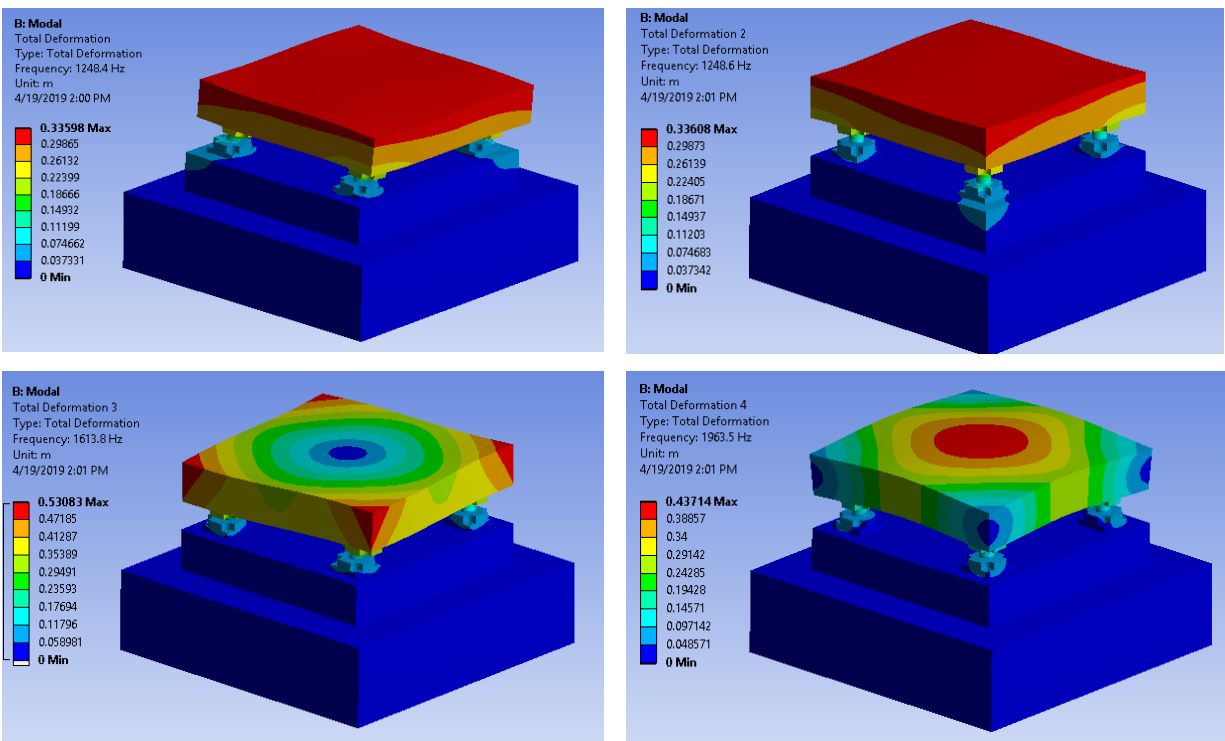 B: Modal
Total Deformation
Type: Total Deformation
Frequency: 1248.4 Hz
Unit: m
4/19/2019 2:00 PM
0.33598 Max
0.29865
0.26132
0.22399
0.18666
0.14932
0.11199
0.074662
0.037331
0 Min
B: Modal
Total Deformation 2
Type: Total Deformation
Frequency: 1248.6 Hz
Unit: m
4/19/2019 2:01 PM
0.33608 Max
0.29873
0.26139
0.22405
0.18671
0.14937
0.11203
0.074683
0.037342
0 Min
B: Modal
Total Deformation 3
Type: Total Deformation
Frequency: 1613.8 Hz
Unit: m
4/19/2019 2:01 PM
0.53083 Max
0.47185
0.41287
0.35389
0.29491
0.23593
0.17694
0.11796
0.058981
0 Min
B: Modal
Total Deformation 4
Type: Total Deformation
Frequency: 1963.5 Hz
Unit: m
4/19/2019 2:01 PM
0.43714 Max
0.38857
0.34
0.29142
0.24285
0.19428
0.14571
0.097142
0.048571
0 Min